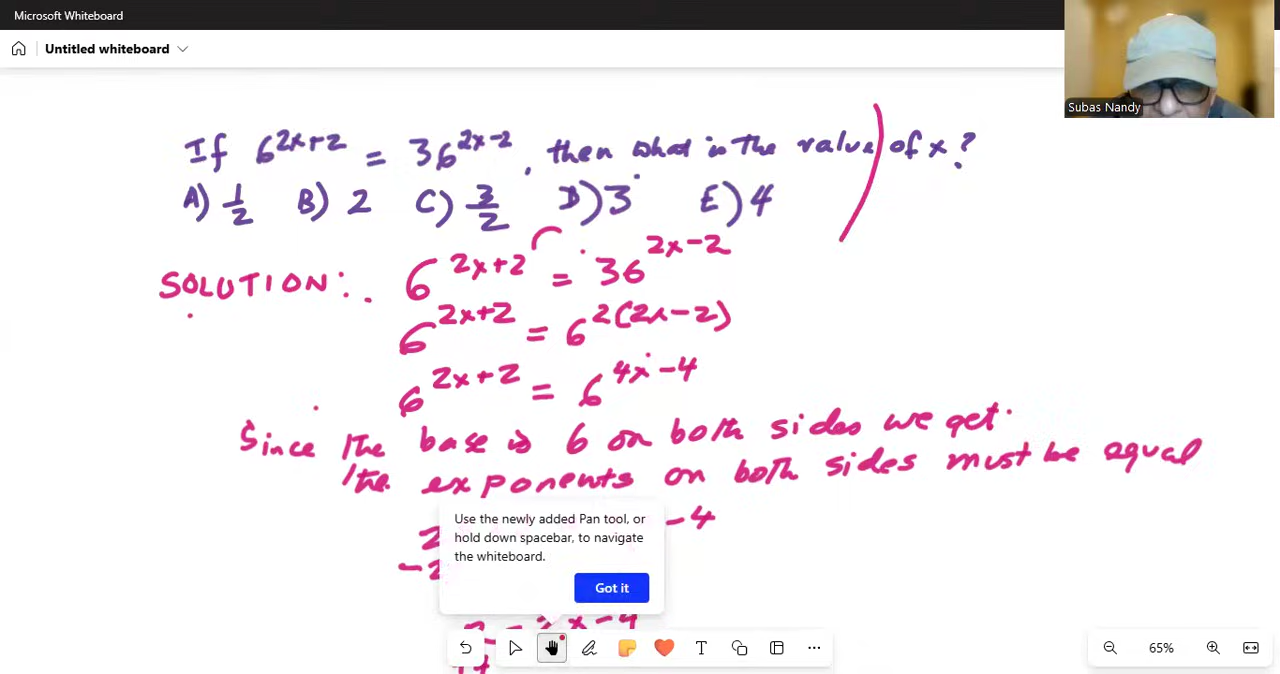 Microsoft Whiteboard
Untitled whiteboard
Subas Nandy
If 6^{2x+2} = 36^{2x-2}, then what is the value of x?
A) 1/2 B) 2 C) 3/2 D) 3 E) 4
SOLUTION: 6^{2x+2} = 36^{2x-2}
6^{2x+2} = 6^{2(2x-2)}
6^{2x+2} = 6^{4x-4}
Since the base is 6 on both sides we get
the exponents on both sides must be equal
2 -4
-2
Use the newly added Pan tool, or
hold down spacebar, to navigate
the whiteboard.
Got it
x-4
65%